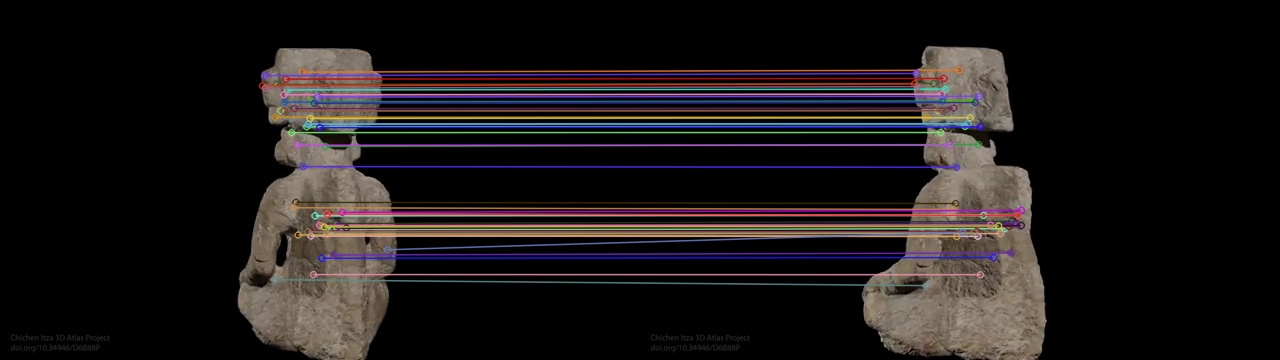 Chichen Itza 3D Atlas Project
doi.org/10.34946/D6B88P
Chichen Itza 3D Atlas Project
doi.org/10.34946/D6B88P